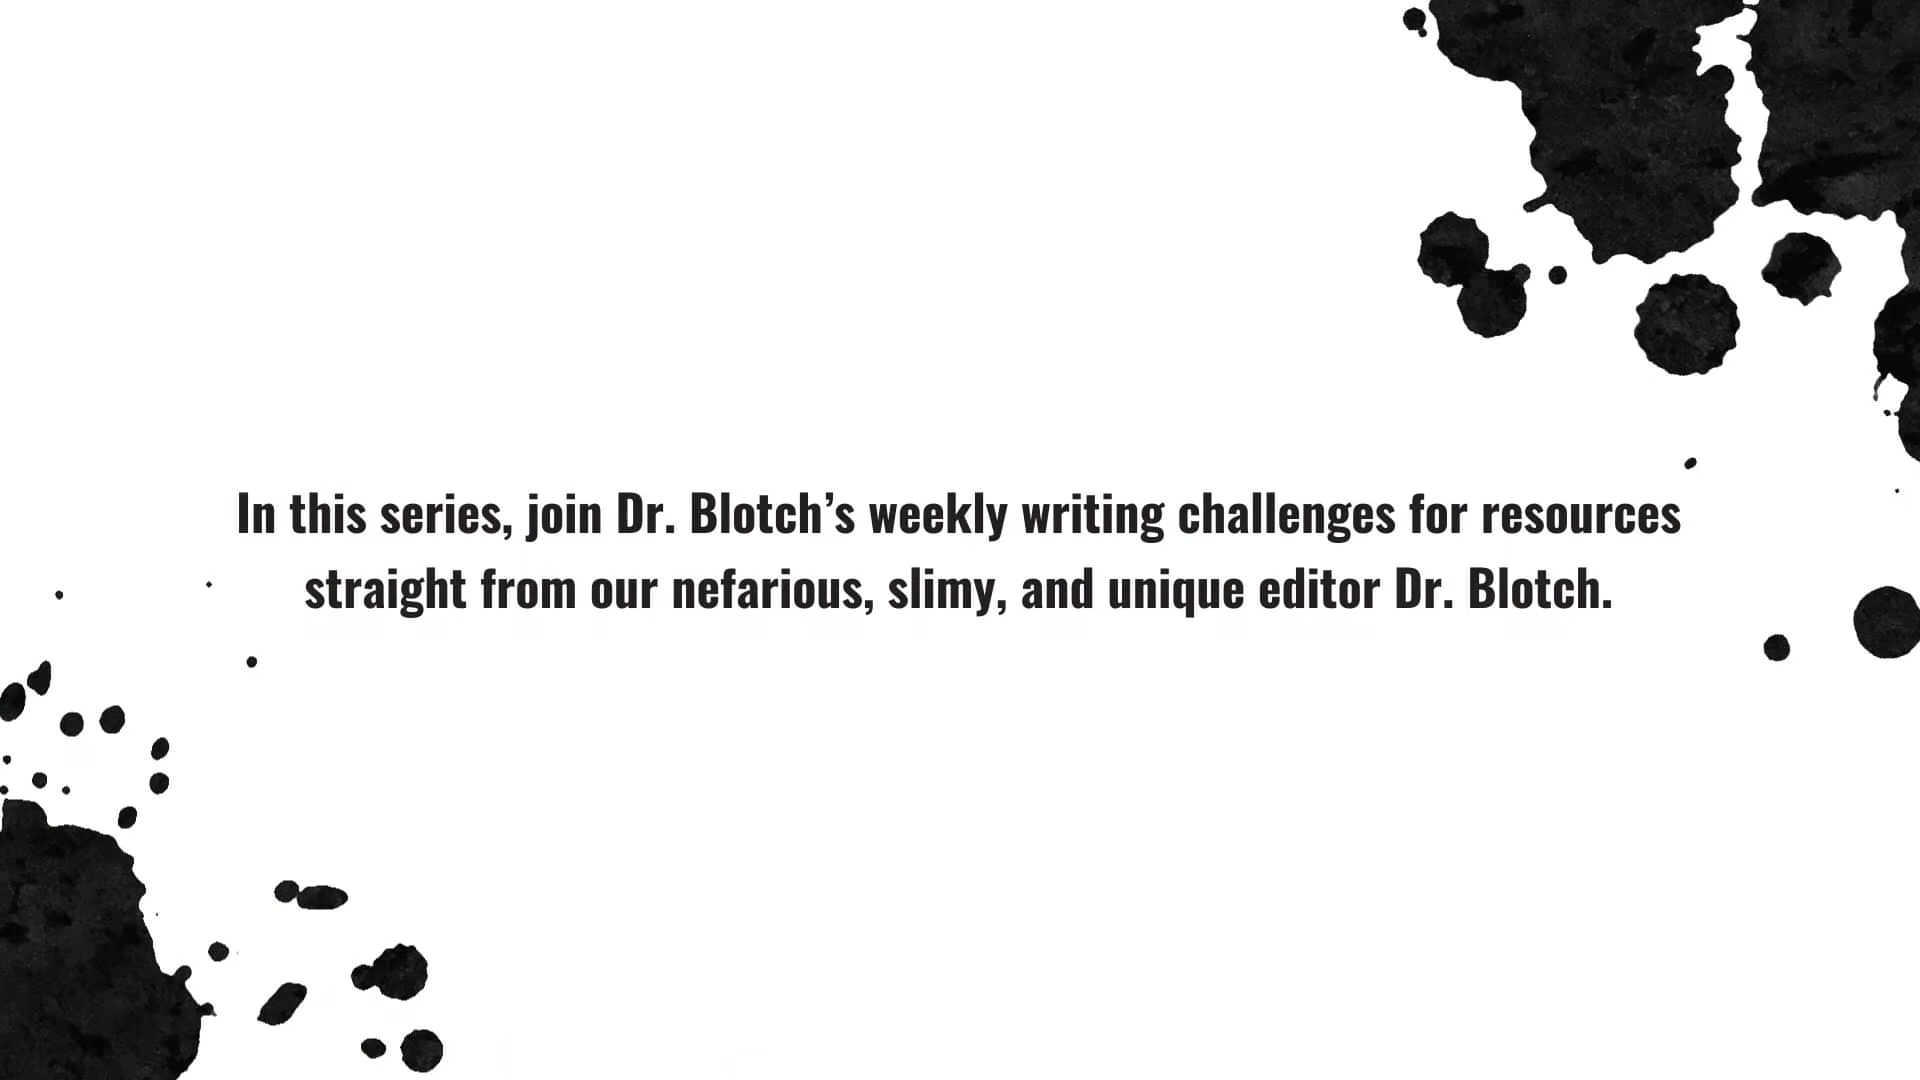 In this series, join Dr. Blotch’s weekly writing challenges for resources
straight from our nefarious, slimy, and unique editor Dr. Blotch.